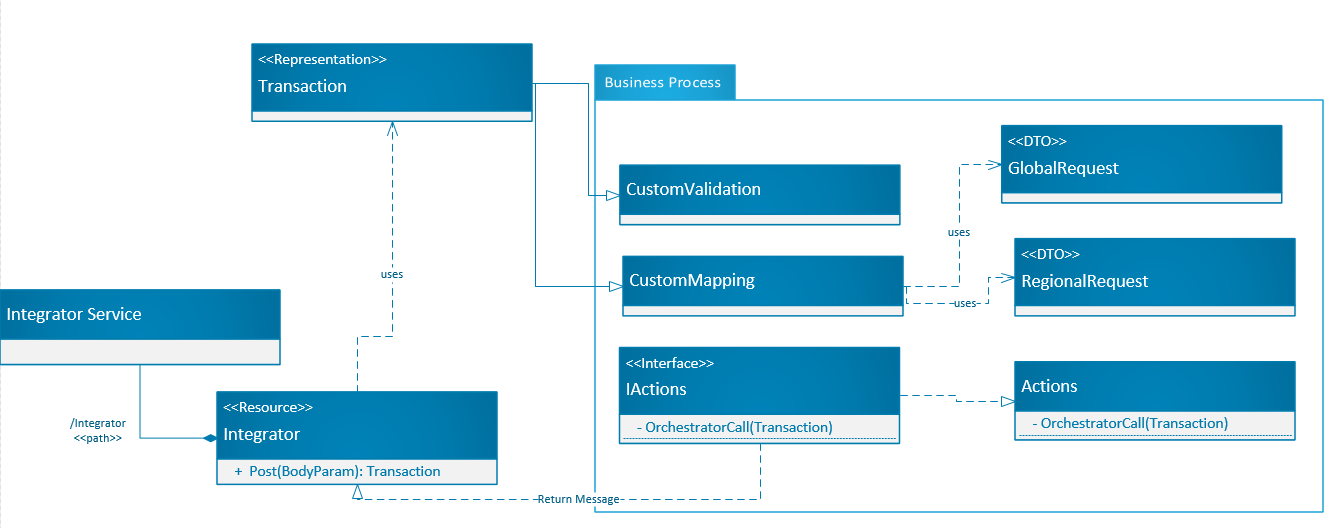 <<Representation>>
Transaction
Business Process
<<DTO>>
GlobalRequest
CustomValidation
uses
<<DTO>>
RegionalRequest
CustomMapping
uses
uses
Integrator Service
<<Interface>>
IActions
- OrchestratorCall(Transaction)
Actions
- OrchestratorCall(Transaction)
/Integrator
<<path>>
<<Resource>>
Integrator
+ Post(BodyParam): Transaction
Return Message